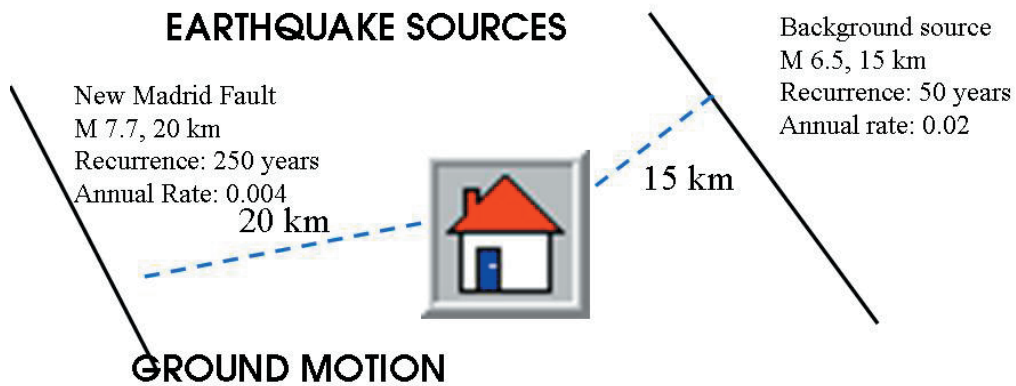 EARTHQUAKE SOURCES
New Madrid Fault
M 7.7, 20 km
Recurrence: 250 years
Annual Rate: 0.004
20 km
15 km
Background source
M 6.5, 15 km
Recurrence: 50 years
Annual rate: 0.02
GROUND MOTION